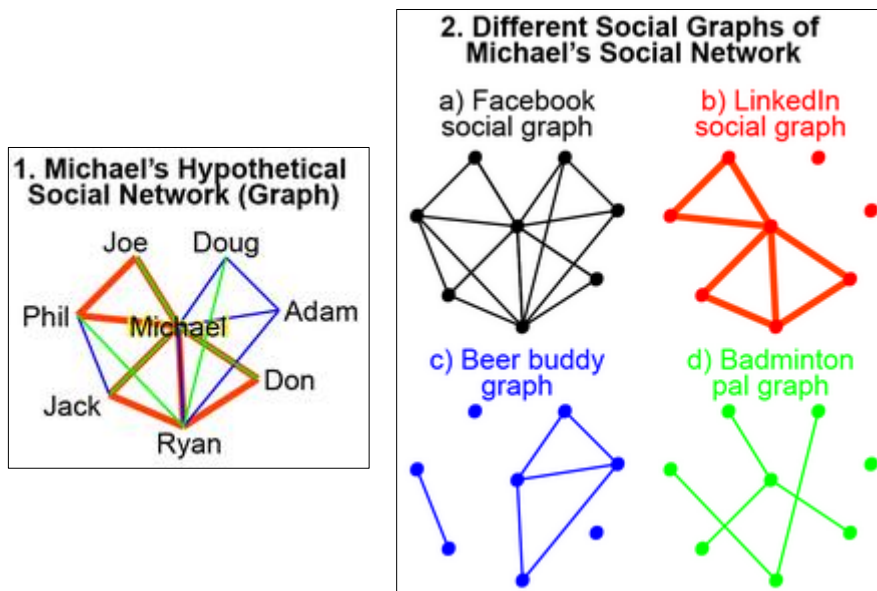 1. Michael's Hypothetical
Social Network (Graph)
Joe
Doug
Phil
Michael
Adam
Jack
Don
Ryan
2. Different Social Graphs of
Michael's Social Network
a) Facebook
social graph
b) LinkedIn
social graph
c) Beer buddy
graph
d) Badminton
pal graph